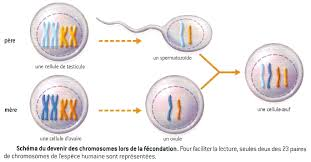 père
une cellule de testicule
un spermatozoïde
mère
une cellule d'ovaire
un ovule
une cellule-œuf
Schéma du devenir des chromosomes lors de la fécondation. Pour faciliter la lecture, seules deux des 23 paires
de chromosomes de l'espèce humaine sont représentées.